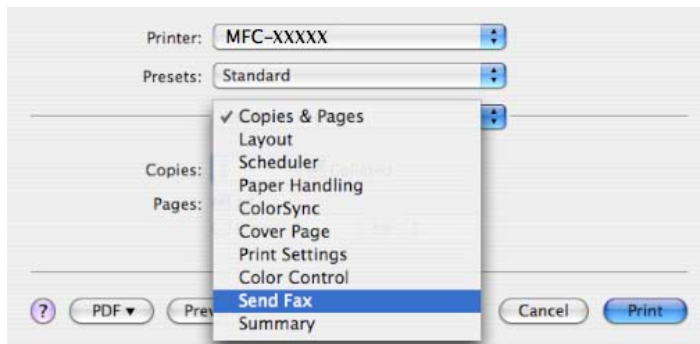 Printer: MFC-XXXXX
Presets: Standard
✓ Copies & Pages
Layout
Scheduler
Copies:
Paper Handling
Pages:
ColorSync
Cover Page
Print Settings
Color Control
Send Fax
Summary
? PDF ▼ Cancel Print